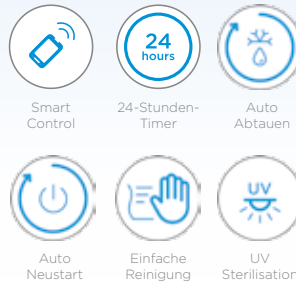 24
hours
Smart
Control
24-Stunden-
Timer
Auto
Abtauen
UV
Auto
Neustart
Einfache
Reinigung
UV
Sterilisation